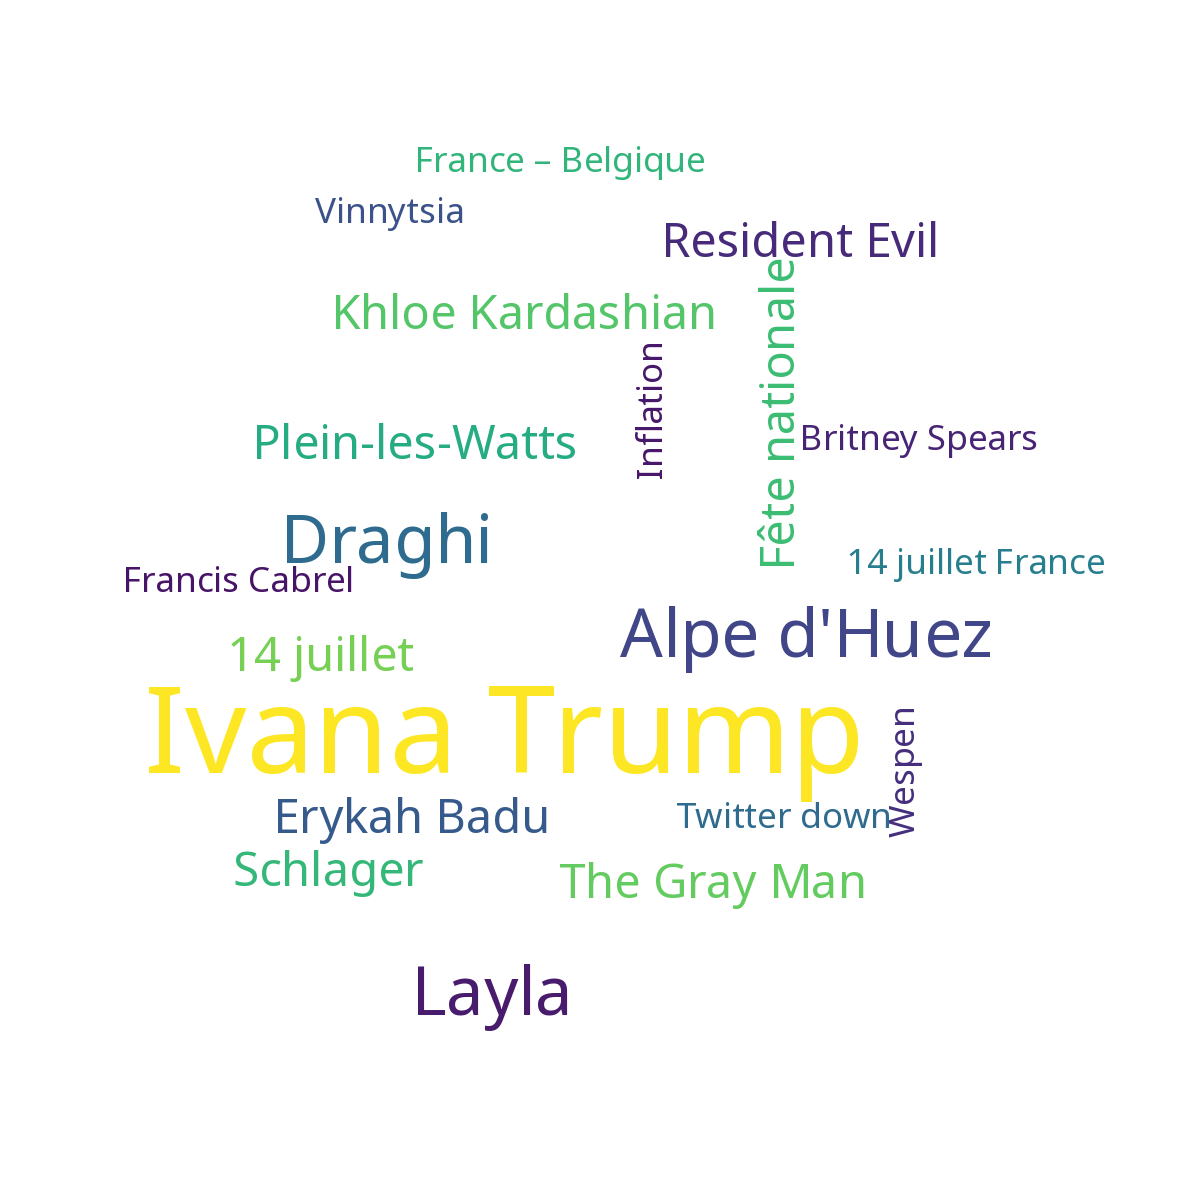 France – Belgique
Vinnytsia
Resident Evil
Khloe Kardashian
Fête nationale
Inflation
Plein-les-Watts
Britney Spears
Draghi
14 juillet France
Francis Cabrel
Alpe d'Huez
14 juillet
Ivana Trump
Wespen
Erykah Badu
Twitter down
Schlager
The Gray Man
Layla